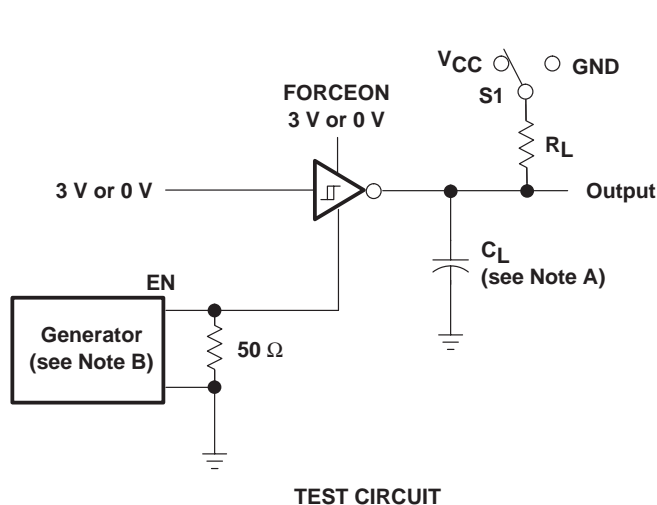 VCC
GND
S1
FORCEON
3 V or 0 V
RL
3 V or 0 V
Output
CL
(see Note A)
EN
Generator
(see Note B)
50 Ω
TEST CIRCUIT